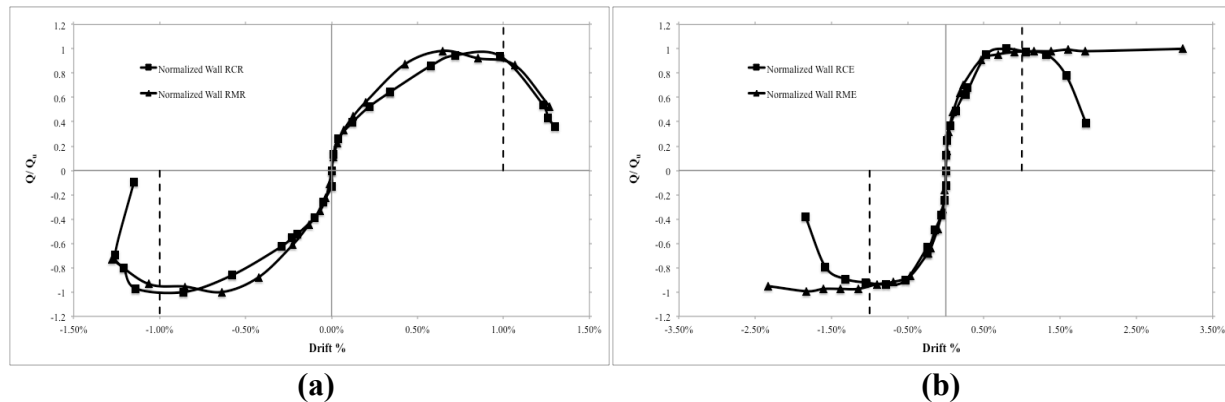 1.2
1
0.8
0.6
0.4
0.2
0
-0.2
-0.4
-0.6
-0.8
-1
-1.2
Q/ Qu
Normalized Wall RCR
Normalized Wall RMR
-1.50% -1.00% -0.50% 0.00% 0.50% 1.00% 1.50%
Drift %
(a)
1.2
1
0.8
0.6
0.4
0.2
0
-0.2
-0.4
-0.6
-0.8
-1
-1.2
Q/ Qu
Normalized Wall RCE
Normalized Wall RME
-3.50% -2.50% -1.50% -0.50% 0.50% 1.50% 2.50% 3.50%
Drift %
(b)